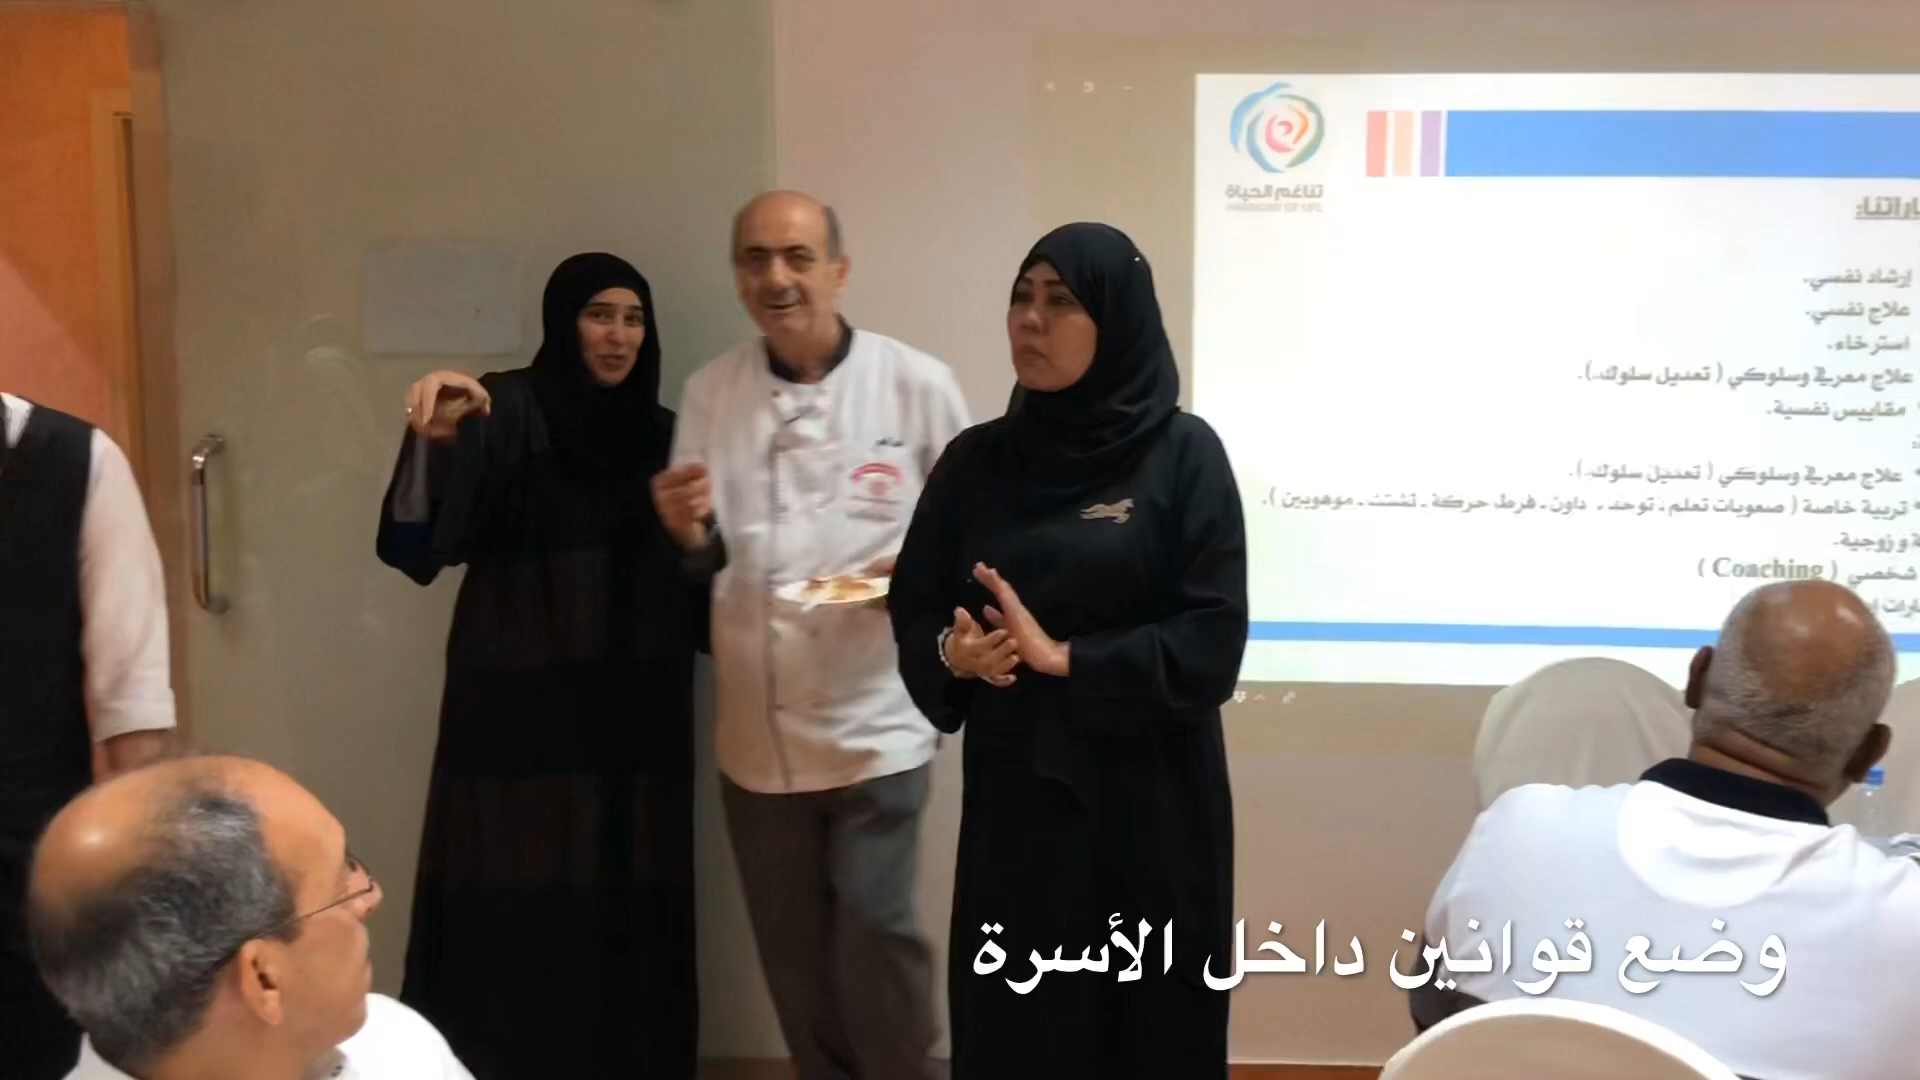 تناغم الحياة
HARMONY OF LIFE
إرشاد نفسي.
علاج نفسي.
استرخاء.
علاج معرفي وسلوكي ( تعديل سلوك..).
مقاييس نفسية.
* علاج معرفي وسلوكي ( تعديل سلوك..).
* تربية خاصة ( صعوبات تعلم ـ توحد ـ داون ـ فرط حركة ـ تشتت ـ موهوبين ).
و زوجية.
شخصي ( Coaching )
وضع قوانين داخل الأسرة